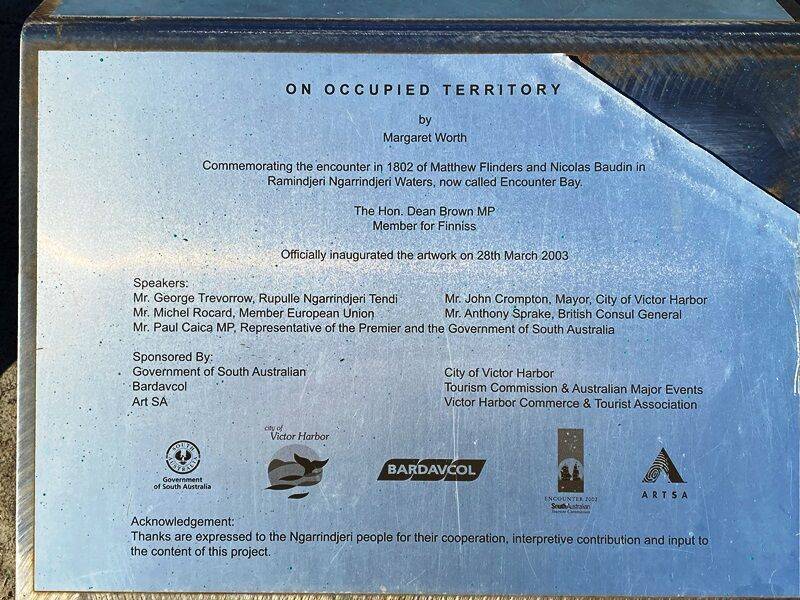 ON OCCUPIED TERRITORY
by
Margaret Worth
Commemorating the encounter in 1802 of Matthew Flinders and Nicolas Baudin in
Ramindjeri Ngarrindjeri Waters, now called Encounter Bay.
The Hon. Dean Brown MP
Member for Finniss
Officially inaugurated the artwork on 28th March 2003
Speakers:
Mr. George Trevorrow, Rupulle Ngarrindjeri Tendi
Mr. John Crompton, Mayor, City of Victor Harbor
Mr. Michel Rocard, Member European Union
Mr. Anthony Sprake, British Consul General
Mr. Paul Caica MP, Representative of the Premier and the Government of South Australia
Sponsored By:
Government of South Australian
City of Victor Harbor
Bardavcol
Tourism Commission & Australian Major Events
Art SA
Victor Harbor Commerce & Tourist Association
SOUTH AUSTRALIA
Government
of South Australia
city of
Victor Harbor
BARDAVCOL
ENCOUNTER 2002
SouthAustralian
Tourism Commission
ARTSA
Acknowledgement:
Thanks are expressed to the Ngarrindjeri people for their cooperation, interpretive contribution and input to
the content of this project.